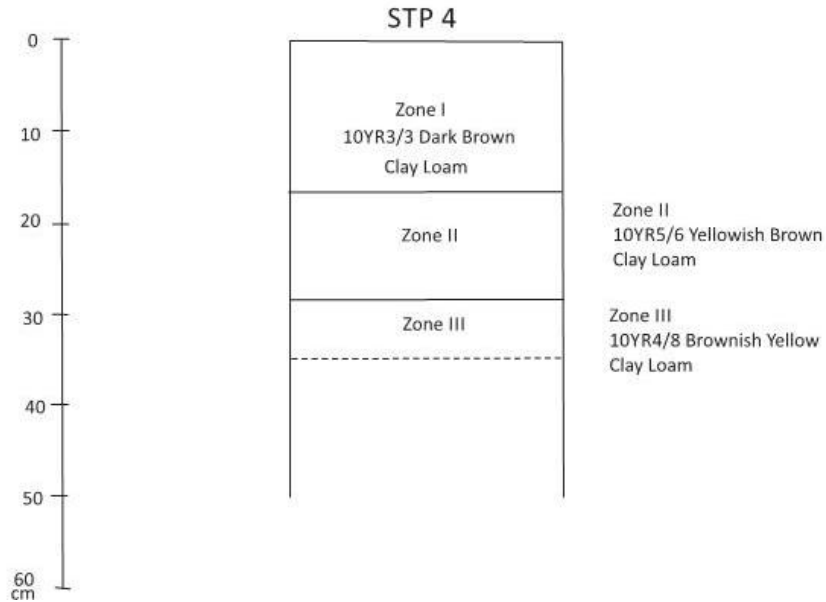 STP 4
0
10
20
30
40
50
60
cm
Zone I
10YR3/3 Dark Brown
Clay Loam
Zone II
Zone III
Zone II
10YR5/6 Yellowish Brown
Clay Loam
Zone III
10YR4/8 Brownish Yellow
Clay Loam